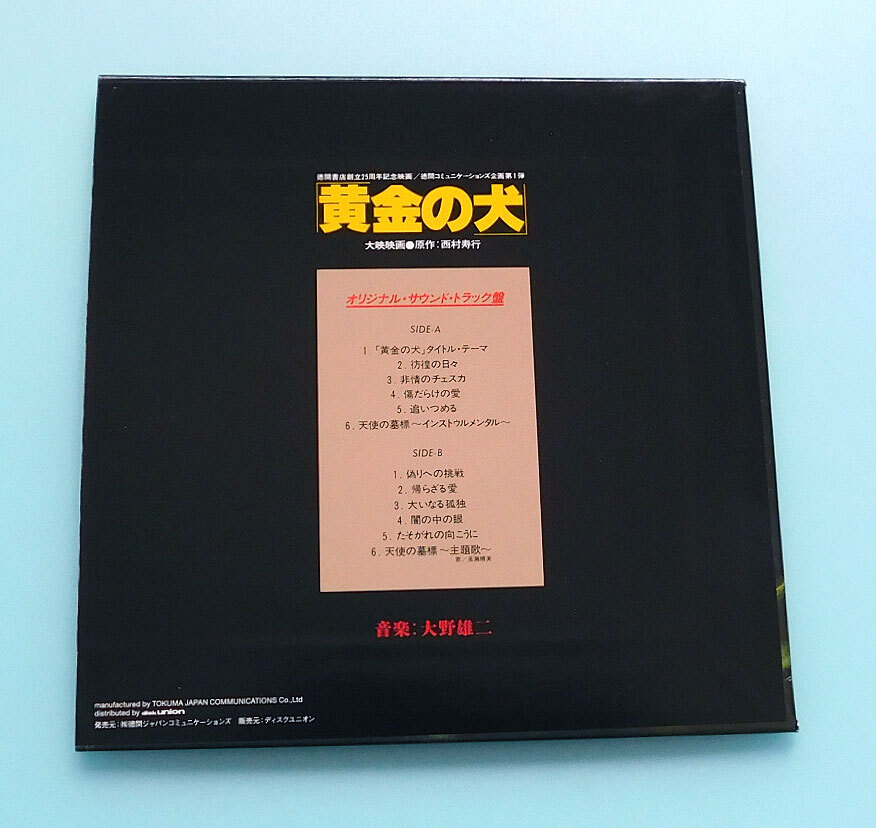 徳間書店創立25周年記念映画/徳間コミュニケーションズ企画第1弾
「黄金の犬」
大映映画●原作:西村寿行
オリジナル・サウンド・トラック盤
SIDE-A
1.「黄金の犬」タイトル・テーマ
2. 彷徨の日々
3. 非情のチェスカ
4. 傷だらけの愛
5. 追いつめる
6. 天使の墓標〜インストゥルメンタル〜
SIDE-B
1. 偽りへの挑戦
2. 帰らざる愛
3. 大いなる孤独
4. 闇の中の眼
5. たそがれの向こうに
6. 天使の墓標〜主題歌〜
歌/長瀬晴美
音楽:大野雄二
manufactured by TOKUMA JAPAN COMMUNICATIONS Co.,Ltd
distributed by diskunion
発売元:㈱徳間ジャパンコミュニケーションズ 販売元:ディスクユニオン